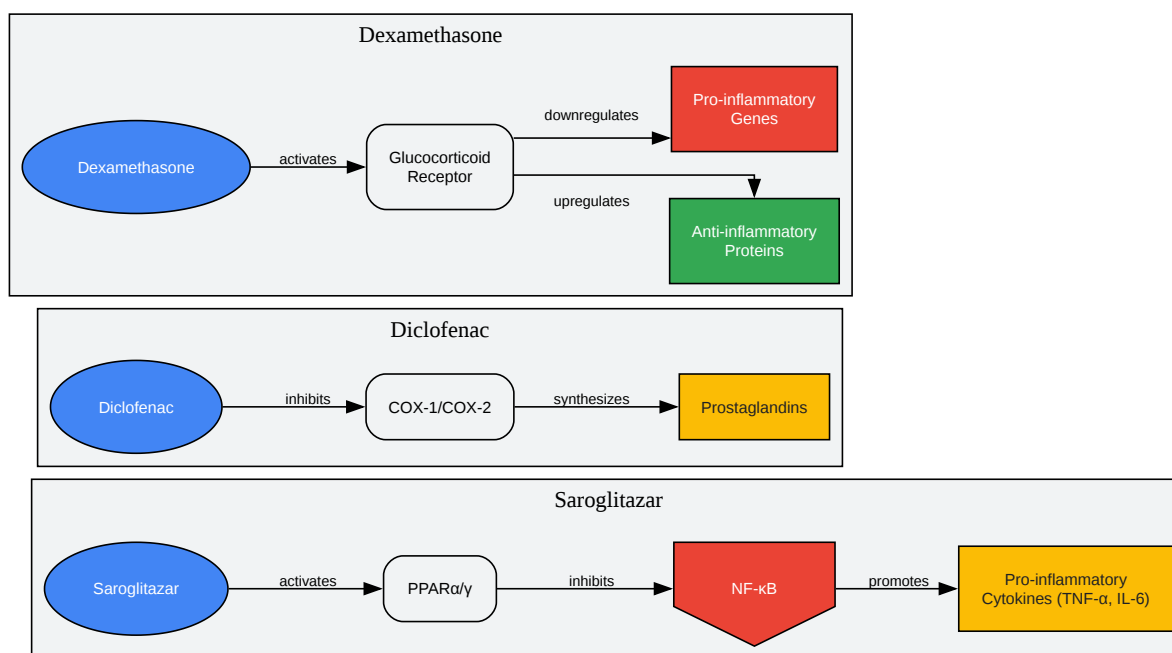 Dexamethasone
Dexamethasone
activates
Glucocorticoid
Receptor
downregulates
Pro-inflammatory
Genes
upregulates
Anti-inflammatory
Proteins
Diclofenac
Diclofenac
inhibits
COX-1/COX-2
synthesizes
Prostaglandins
Saroglitazar
Saroglitazar
activates
PPARα/γ
inhibits
NF-κB
promotes
Pro-inflammatory
Cytokines (TNF-α, IL-6)